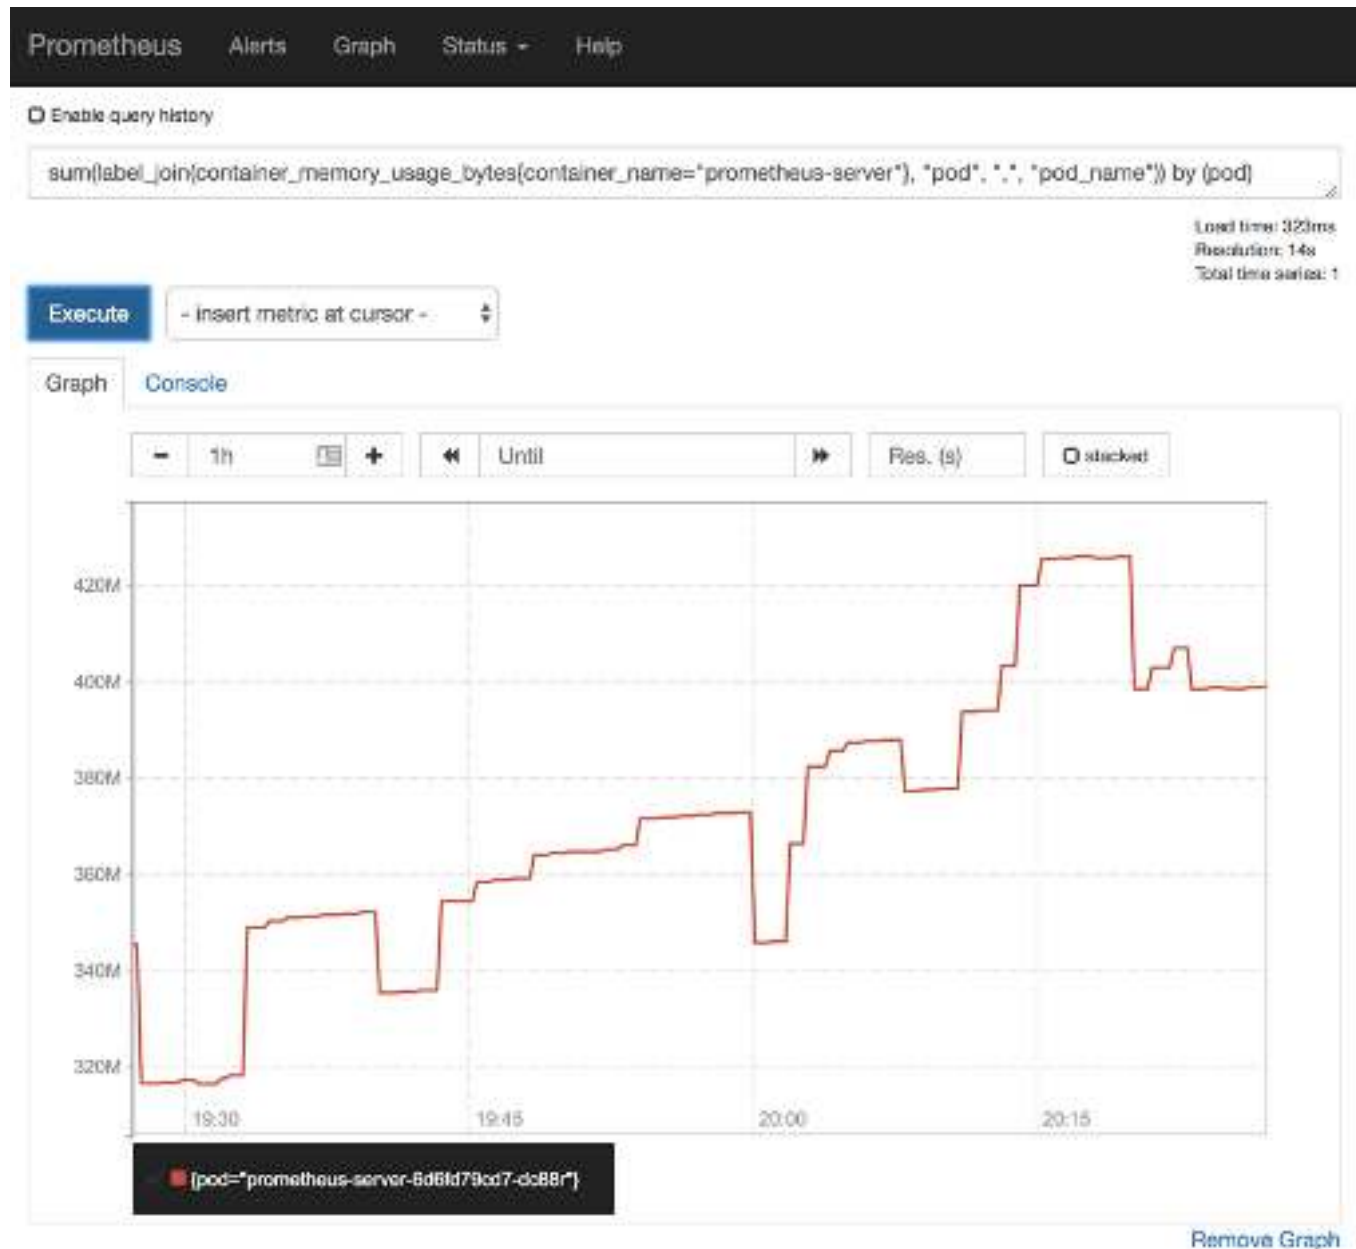 Prometheus Alerts Graph Status Help
Enable query history
sum(label_join(container_memory_usage_bytes{container_name="prometheus-server"}, "pod", ",", "pod_name")) by (pod)
Load time: 323ms
Resolution: 14s
Total time series: 1
Execute - insert metric at cursor -
Graph Console
1h Until Res. (s) stacked
420M
400M
380M
360M
340M
320M
19:30 19:45 20:00 20:15
{pod="prometheus-server-6d6fd79cd7-dc88r"}
Remove Graph